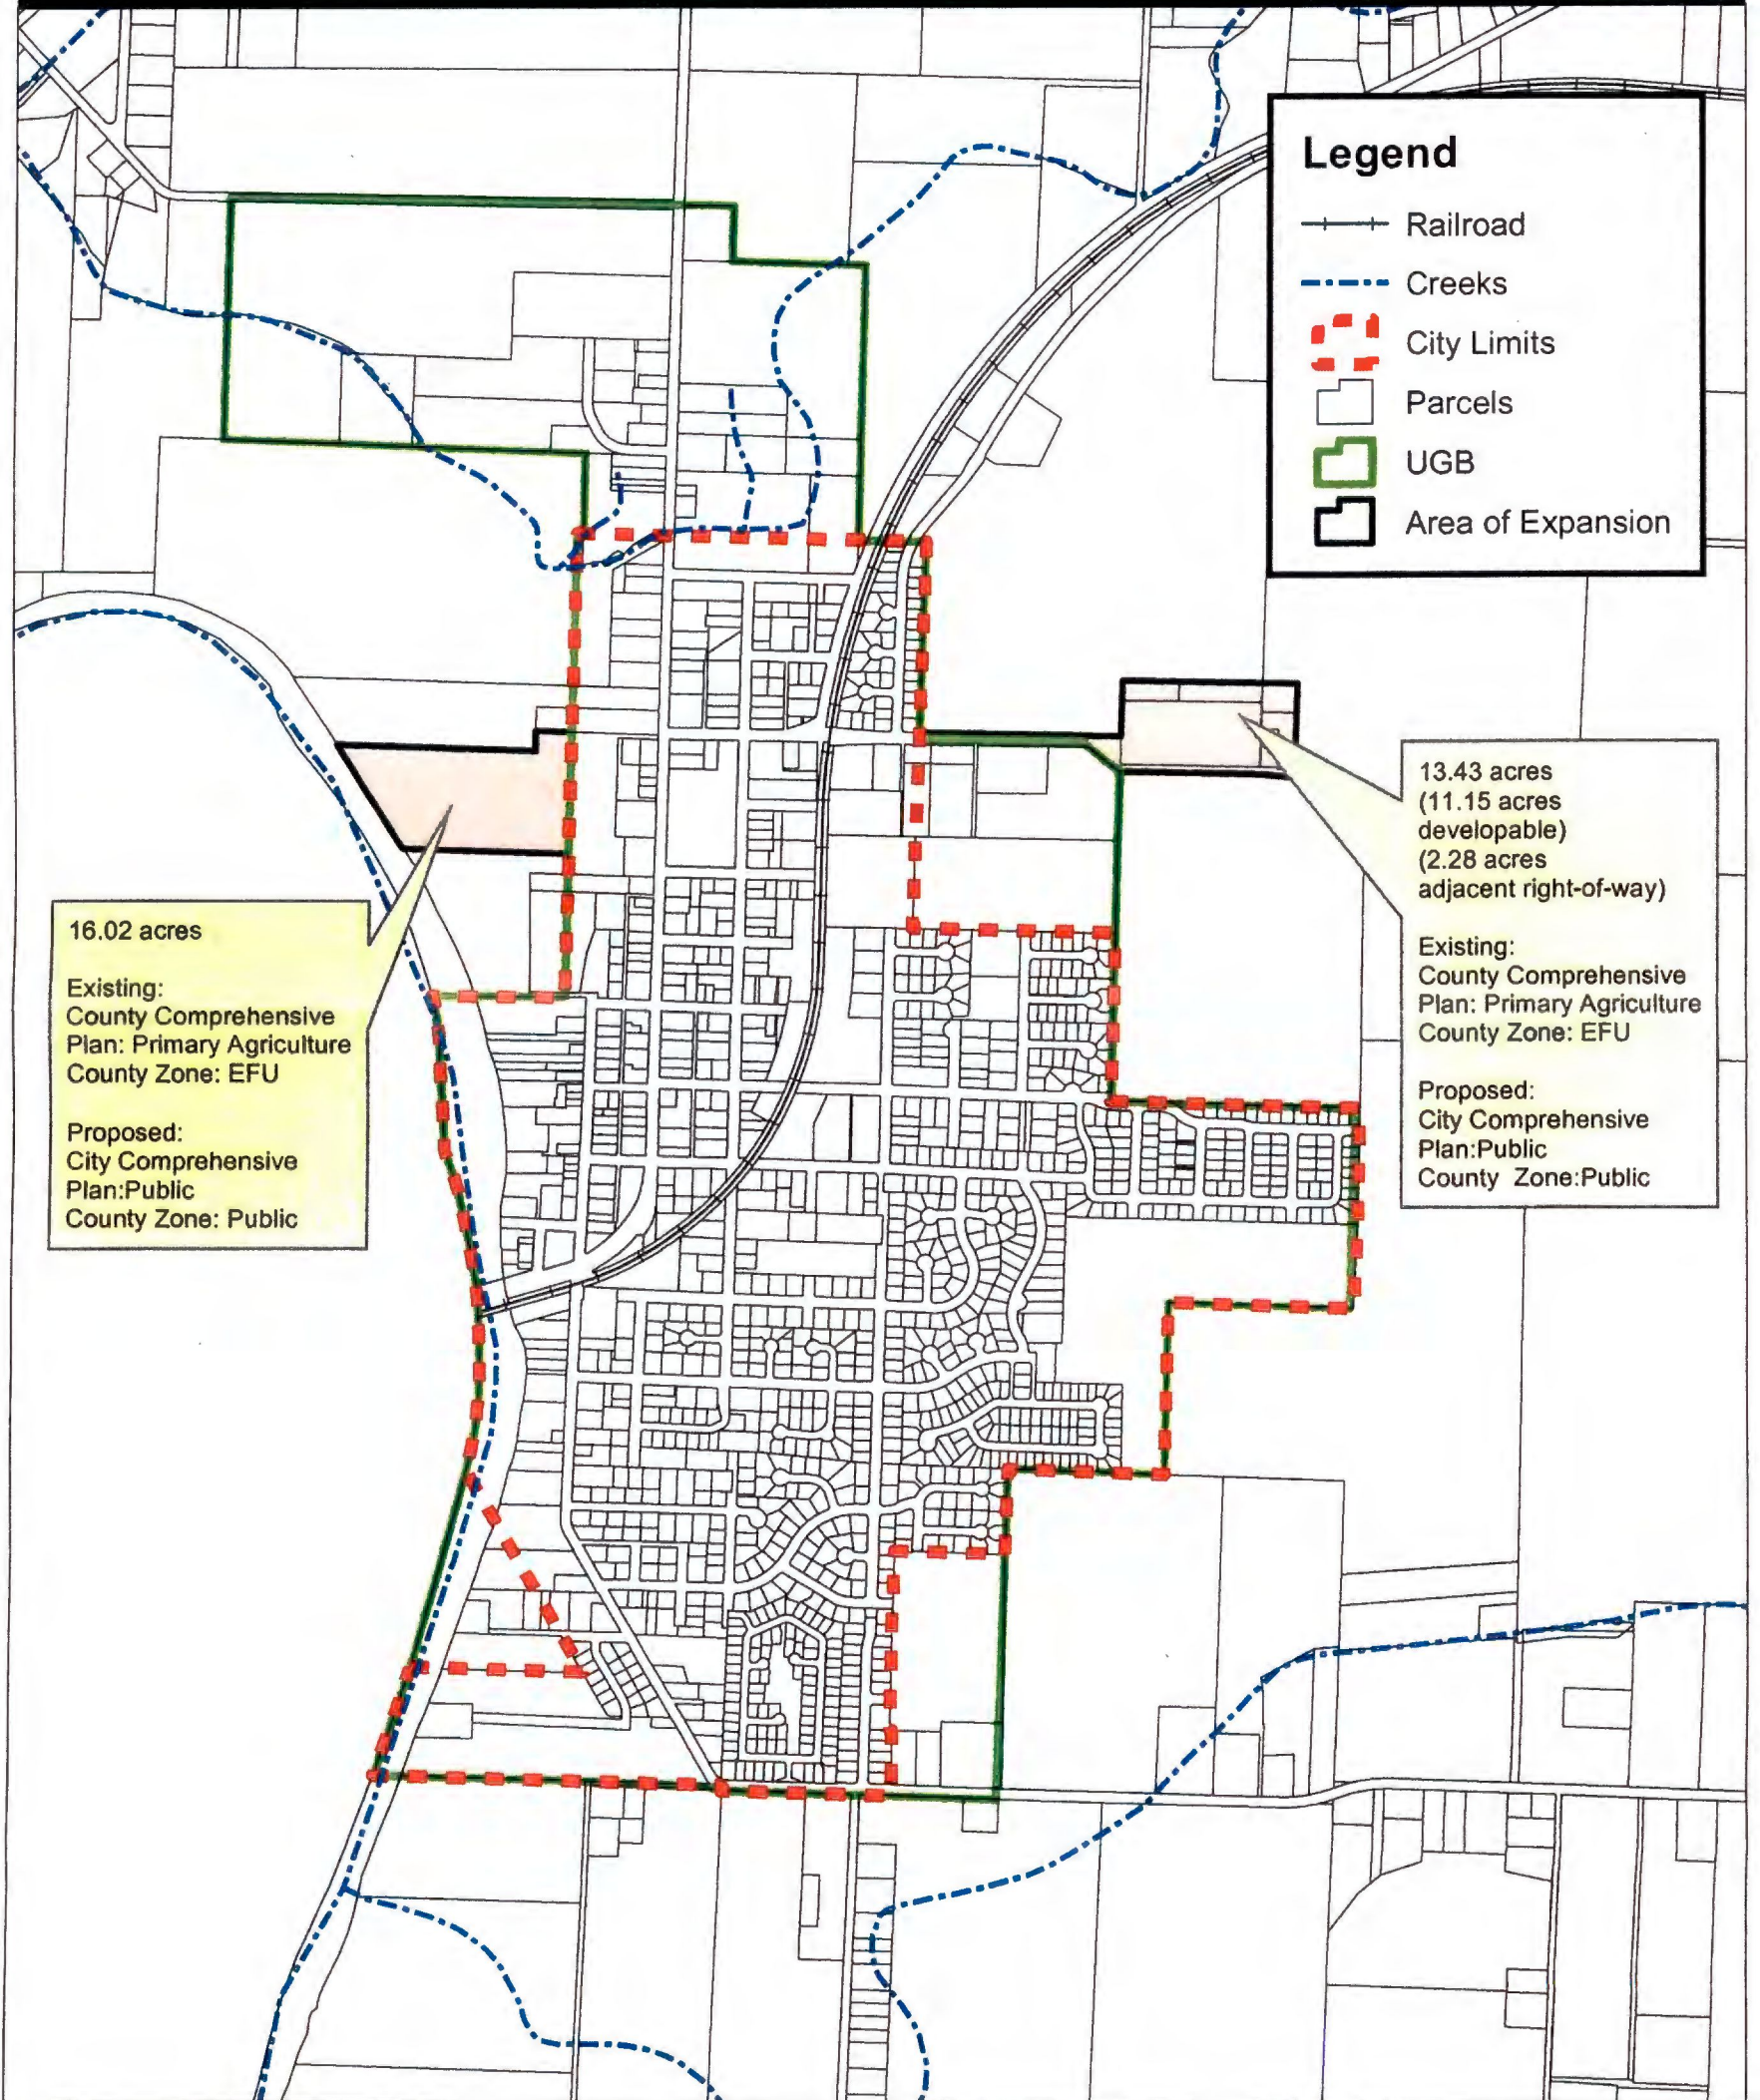 Legend
Railroad
Creeks
City Limits
Parcels
UGB
Area of Expansion
13.43 acres
(11.15 acres
developable)
(2.28 acres
adjacent right-of-way)
Existing:
County Comprehensive
Plan: Primary Agriculture
County Zone: EFU
Proposed:
City Comprehensive
Plan:Public
County Zone:Public
16.02 acres
Existing:
County Comprehensive
Plan: Primary Agriculture
County Zone: EFU
Proposed:
City Comprehensive
Plan:Public
County Zone: Public